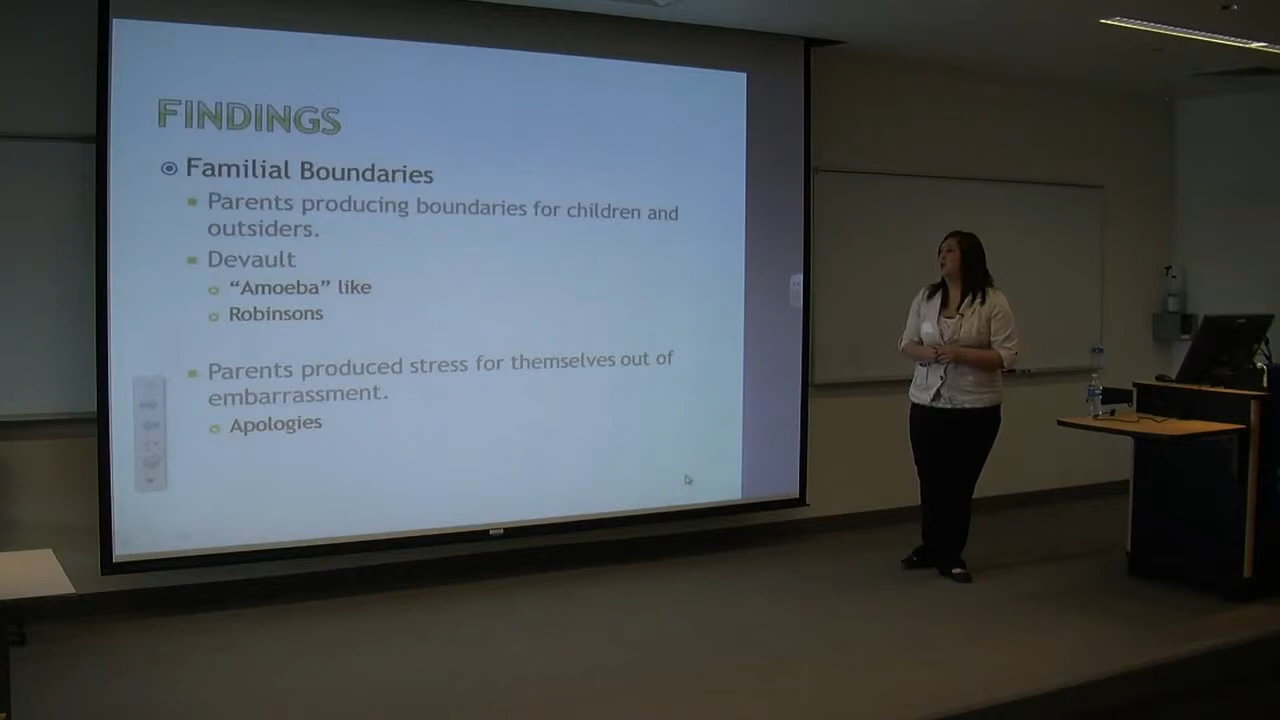 FINDINGS
Familial Boundaries
Parents producing boundaries for children and
outsiders.
Devault
“Amoeba” like
Robinsons
Parents produced stress for themselves out of
embarrassment.
Apologies